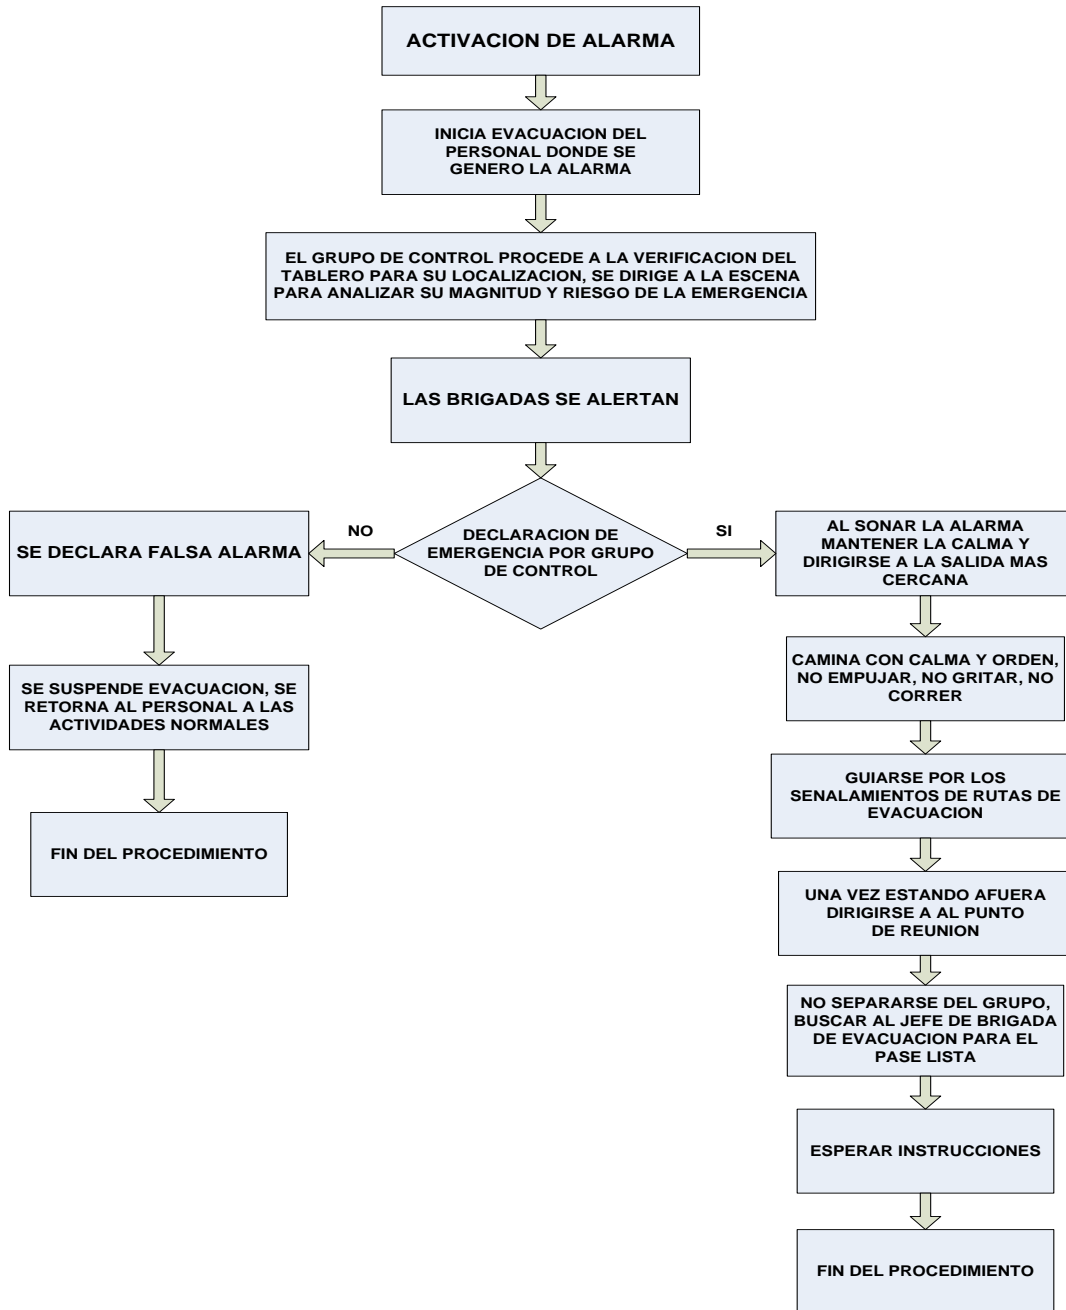 ACTIVACION DE ALARMA
INICIA EVACUACION DEL
PERSONAL DONDE SE
GENERO LA ALARMA
EL GRUPO DE CONTROL PROCEDE A LA VERIFICACION DEL
TABLERO PARA SU LOCALIZACION, SE DIRIGE A LA ESCENA
PARA ANALIZAR SU MAGNITUD Y RIESGO DE LA EMERGENCIA
LAS BRIGADAS SE ALERTAN
DECLARACION DE
EMERGENCIA POR GRUPO
DE CONTROL
NO
SE DECLARA FALSA ALARMA
SE SUSPENDE EVACUACION, SE
RETORNA AL PERSONAL A LAS
ACTIVIDADES NORMALES
FIN DEL PROCEDIMIENTO
SI
AL SONAR LA ALARMA
MANTENER LA CALMA Y
DIRIGIRSE A LA SALIDA MAS
CERCANA
CAMINA CON CALMA Y ORDEN,
NO EMPUJAR, NO GRITAR, NO
CORRER
GUIARSE POR LOS
SENALAMIENTOS DE RUTAS DE
EVACUACION
UNA VEZ ESTANDO AFUERA
DIRIGIRSE A AL PUNTO
DE REUNION
NO SEPARARSE DEL GRUPO,
BUSCAR AL JEFE DE BRIGADA
DE EVACUACION PARA EL
PASE LISTA
ESPERAR INSTRUCCIONES
FIN DEL PROCEDIMIENTO